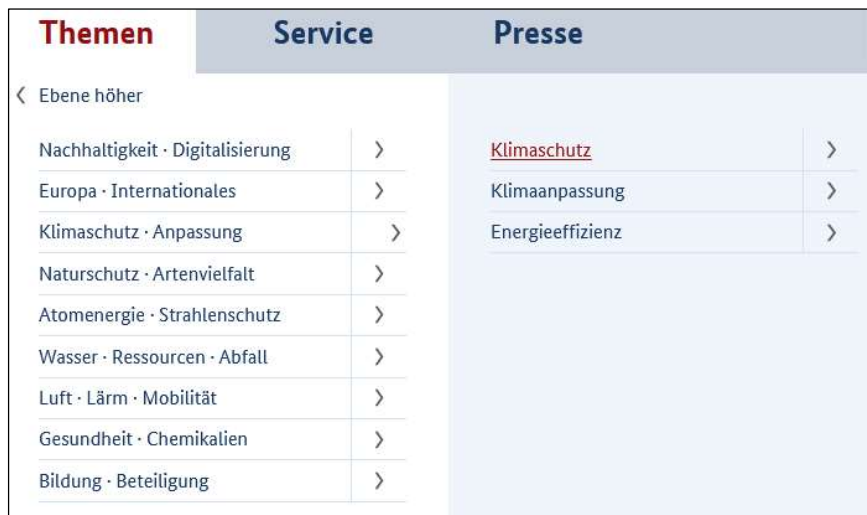 Themen Service Presse
Ebene höher
Nachhaltigkeit · Digitalisierung
Europa · Internationales
Klimaschutz · Anpassung
Naturschutz · Artenvielfalt
Atomenergie · Strahlenschutz
Wasser · Ressourcen · Abfall
Luft · Lärm · Mobilität
Gesundheit · Chemikalien
Bildung · Beteiligung
Klimaschutz
Klimaanpassung
Energieeffizienz